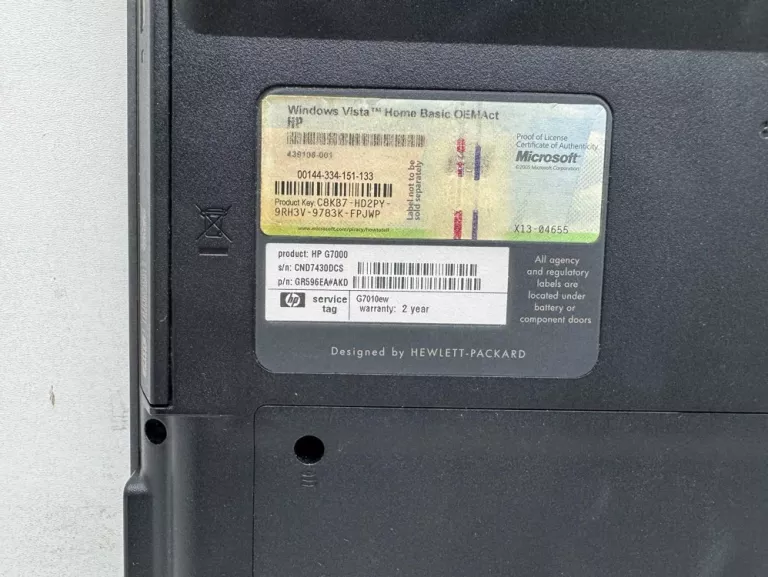 Windows Vista™ Home Basic OEMAct
HP
438108-001
00144-334-151-133
Product Key: C8KB7-HD2PY-
9RH3V-9783K-FPJWP
Label not to be
sold separately
Proof of License
Certificate of Authenticity
Microsoft®
X13-04655
product: HP G7000
s/n: CND7430DCS
p/n: GR596EA#AKD
hp
service
tag
G7010ew
warranty: 2 year
All agency
and regulatory
labels are
located under
battery or
component doors
Designed by HEWLETT-PACKARD